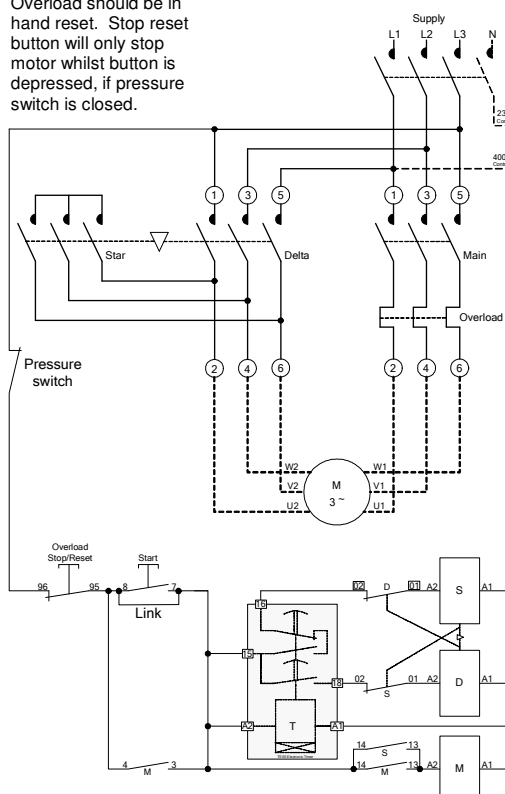 Overload should be in
hand reset. Stop reset
button will only stop
motor whilst button is
depressed, if pressure
switch is closed.
Supply
L1 L2 L3 N
23
Con
400
Contr
1 3 5 1 3 5
Star Delta Main
Overload
Pressure
switch
2 4 6 2 4 6
W2 W1
V2 M V1
3 ~
U2 U1
Overload
Stop/Reset
Start
96 95 8 7
Link
16
02 D 01 A2 S A1
15
18 02 01 A2 D A1
S
A2 T A1
14 13
S
4 3 14 13 A2 M A1
M M